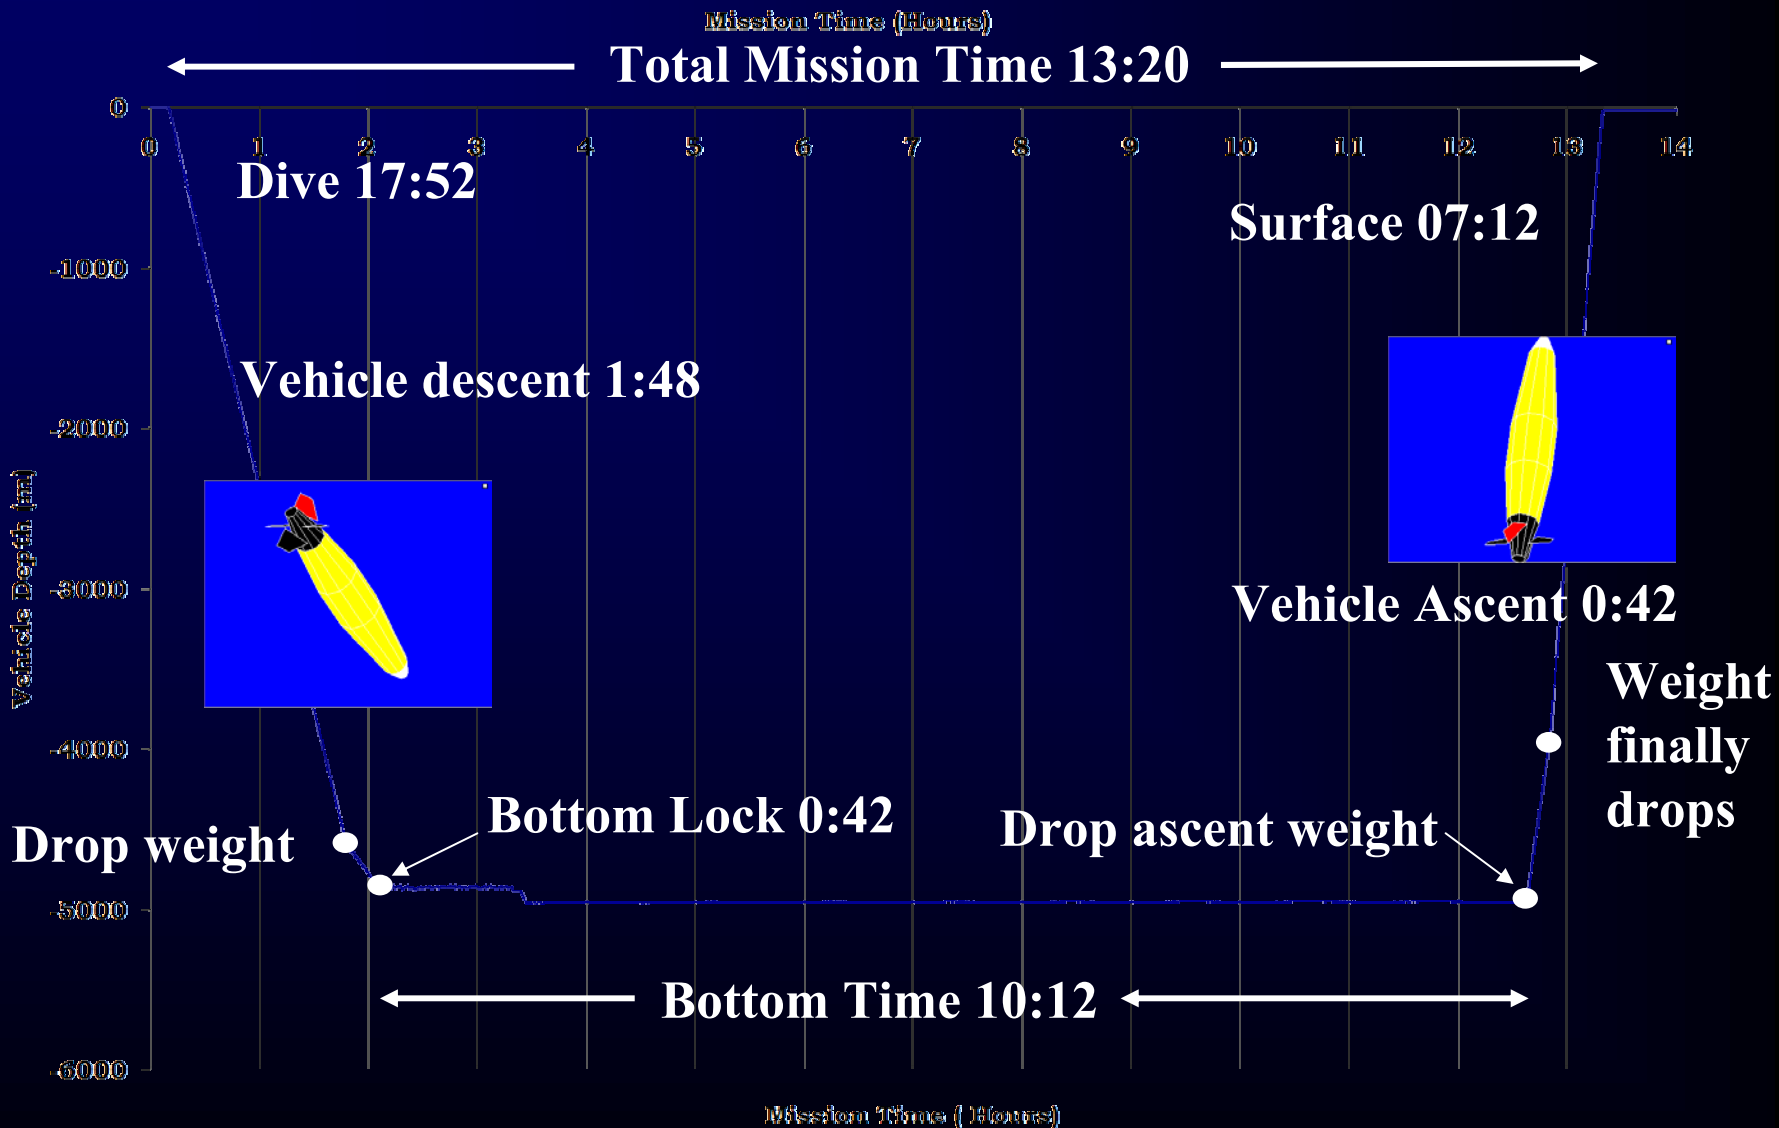 Mission Time (Hours)
Total Mission Time 13:20
0
0 1 2 3 4 5 6 7 8 9 10 11 12 13 14
Dive 17:52
Surface 07:12
-1000
Vehicle descent 1:48
-2000
Vehicle Depth (m)
-3000
Vehicle Ascent 0:42
Weight
finally
drops
-4000
Bottom Lock 0:42
Drop ascent weight
Drop weight
-5000
Bottom Time 10:12
-6000
Mission Time ( Hours)